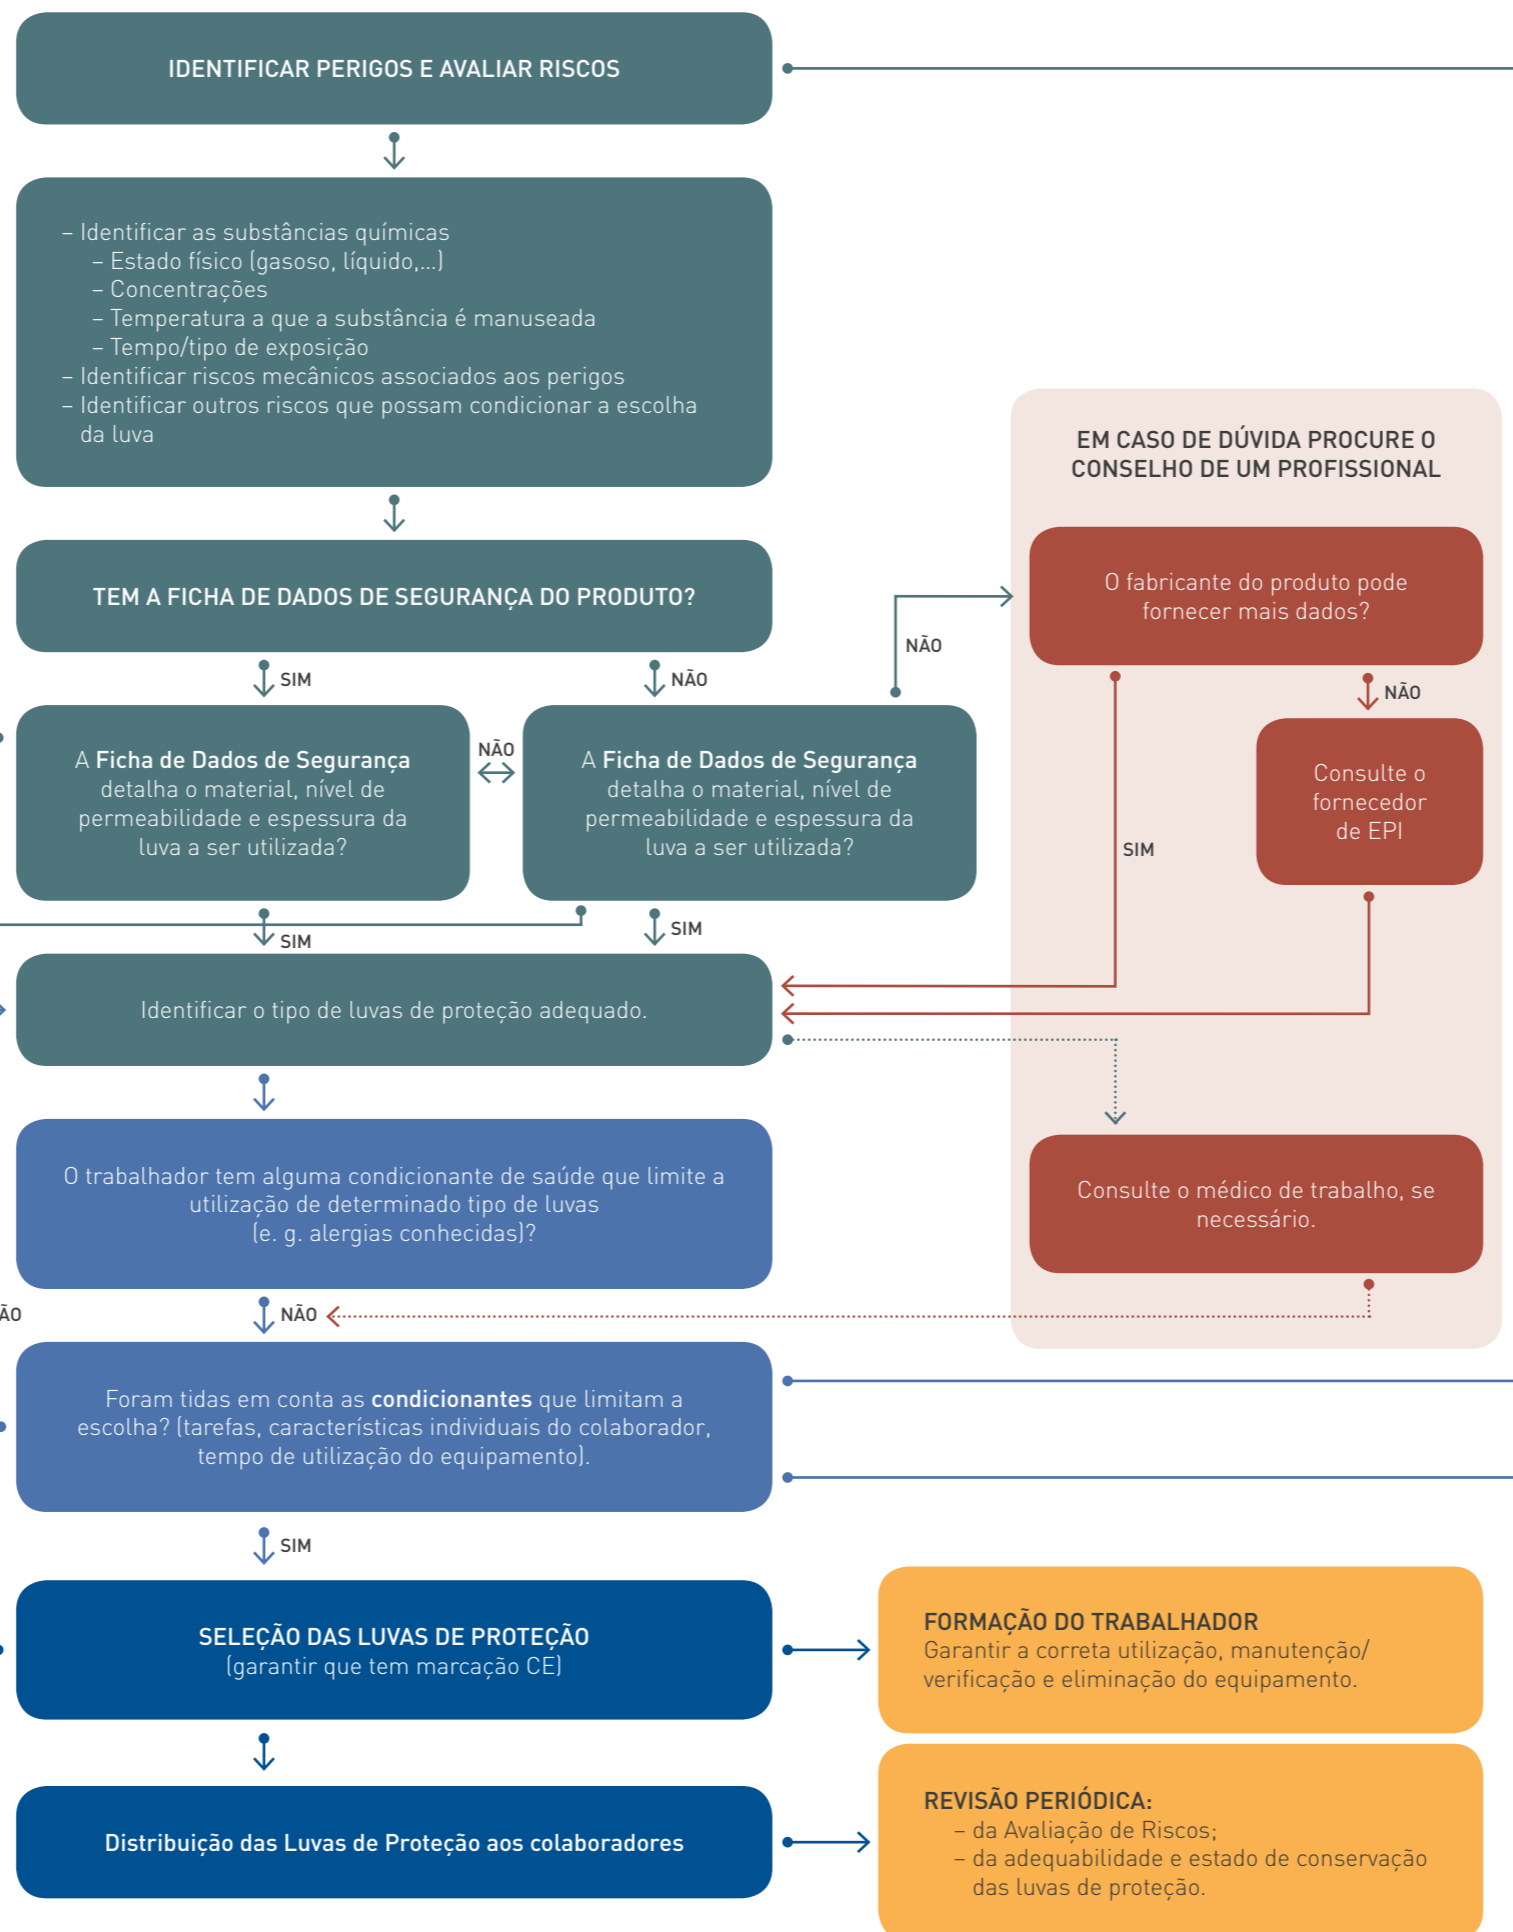 IDENTIFICAR PERIGOS E AVALIAR RISCOS
– Identificar as substâncias químicas
– Estado físico (gasoso, líquido,...)
– Concentrações
– Temperatura a que a substância é manuseada
– Tempo/tipo de exposição
– Identificar riscos mecânicos associados aos perigos
– Identificar outros riscos que possam condicionar a escolha
da luva
TEM A FICHA DE DADOS DE SEGURANÇA DO PRODUTO?
SIM
NÃO
A Ficha de Dados de Segurança
detalha o material, nível de
permeabilidade e espessura da
luva a ser utilizada?
NÃO
A Ficha de Dados de Segurança
detalha o material, nível de
permeabilidade e espessura da
luva a ser utilizada?
NÃO
EM CASO DE DÚVIDA PROCURE O
CONSELHO DE UM PROFISSIONAL
O fabricante do produto pode
fornecer mais dados?
NÃO
SIM
Consulte o
fornecedor
de EPI
SIM
SIM
Identificar o tipo de luvas de proteção adequado.
O trabalhador tem alguma condicionante de saúde que limite a
utilização de determinado tipo de luvas
(e. g. alergias conhecidas)?
Consulte o médico de trabalho, se
necessário.
ÃO
NÃO
Foram tidas em conta as condicionantes que limitam a
escolha? (tarefas, características individuais do colaborador,
tempo de utilização do equipamento).
SIM
SELEÇÃO DAS LUVAS DE PROTEÇÃO
(garantir que tem marcação CE)
FORMAÇÃO DO TRABALHADOR
Garantir a correta utilização, manutenção/
verificação e eliminação do equipamento.
Distribuição das Luvas de Proteção aos colaboradores
REVISÃO PERIÓDICA:
– da Avaliação de Riscos;
– da adequabilidade e estado de conservação
das luvas de proteção.